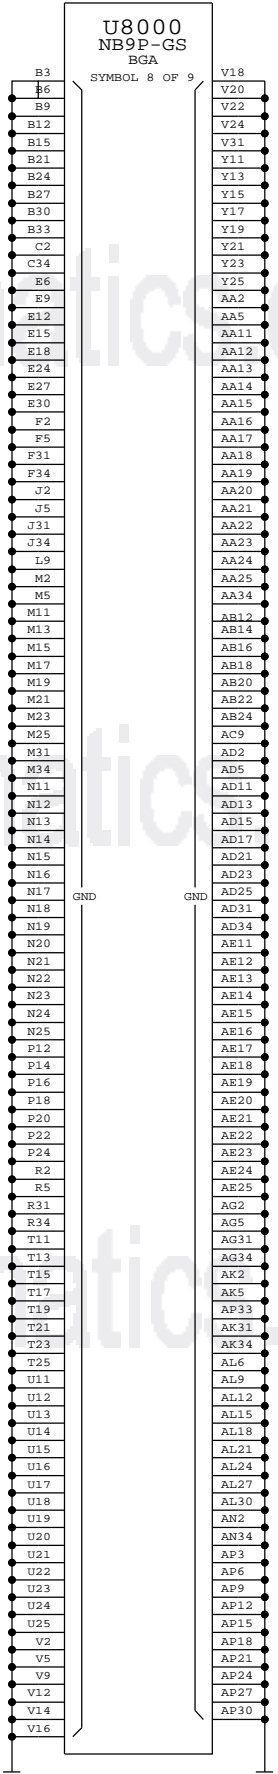 U8000
NB9P-GS
BGA
SYMBOL 8 OF 9
B3 V18
B6 V20
B9 V22
B12 V24
B15 V31
B21 Y11
B24 Y13
B27 Y15
B30 Y17
B33 Y19
C2 Y21
C34 Y23
E6 Y25
E9 AA2
E12 AA5
E15 AA11
E18 AA12
E24 AA13
E27 AA14
E30 AA15
F2 AA16
F5 AA17
F31 AA18
F34 AA19
J2 AA20
J5 AA21
J31 AA22
J34 AA23
L9 AA24
M2 AA25
M5 AA34
M11 AB12
M13 AB14
M15 AB16
M17 AB18
M19 AB20
M21 AB22
M23 AB24
M25 AC9
M31 AD2
M34 AD5
N11 AD11
N12 AD13
N13 AD15
N14 AD17
N15 AD21
N16 AD23
N17 GND GND AD25
N18 AD31
N19 AD34
N20 AE11
N21 AE12
N22 AE13
N23 AE14
N24 AE15
N25 AE16
P12 AE17
P14 AE18
P16 AE19
P18 AE20
P20 AE21
P22 AE22
P24 AE23
R2 AE24
R5 AE25
R31 AG2
R34 AG5
T11 AG31
T13 AG34
T15 AK2
T17 AK5
T19 AP33
T21 AK31
T23 AK34
T25 AL6
U11 AL9
U12 AL12
U13 AL15
U14 AL18
U15 AL21
U16 AL24
U17 AL27
U18 AL30
U19 AN2
U20 AN34
U21 AP3
U22 AP6
U23 AP9
U24 AP12
U25 AP15
V2 AP18
V5 AP21
V9 AP24
V12 AP27
V14 AP30
V16